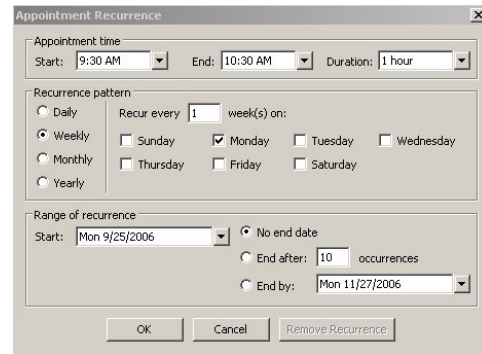 Appointment Recurrence
Appointment time
Start: 9:30 AM End: 10:30 AM Duration: 1 hour
Recurrence pattern
Daily Recur every 1 week(s) on:
Weekly Sunday Monday Tuesday Wednesday
Monthly Thursday Friday Saturday
Yearly
Range of recurrence
Start: Mon 9/25/2006 No end date
End after: 10 occurrences
End by: Mon 11/27/2006
OK Cancel Remove Recurrence